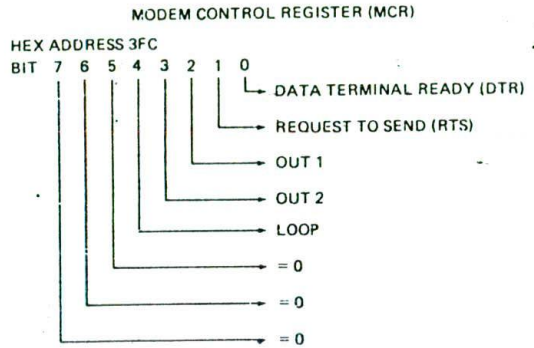 MODEM CONTROL REGISTER (MCR)
HEX ADDRESS 3FC
BIT 7 6 5 4 3 2 1 0
DATA TERMINAL READY (DTR)
REQUEST TO SEND (RTS)
OUT 1
OUT 2
LOOP
= 0
= 0
= 0